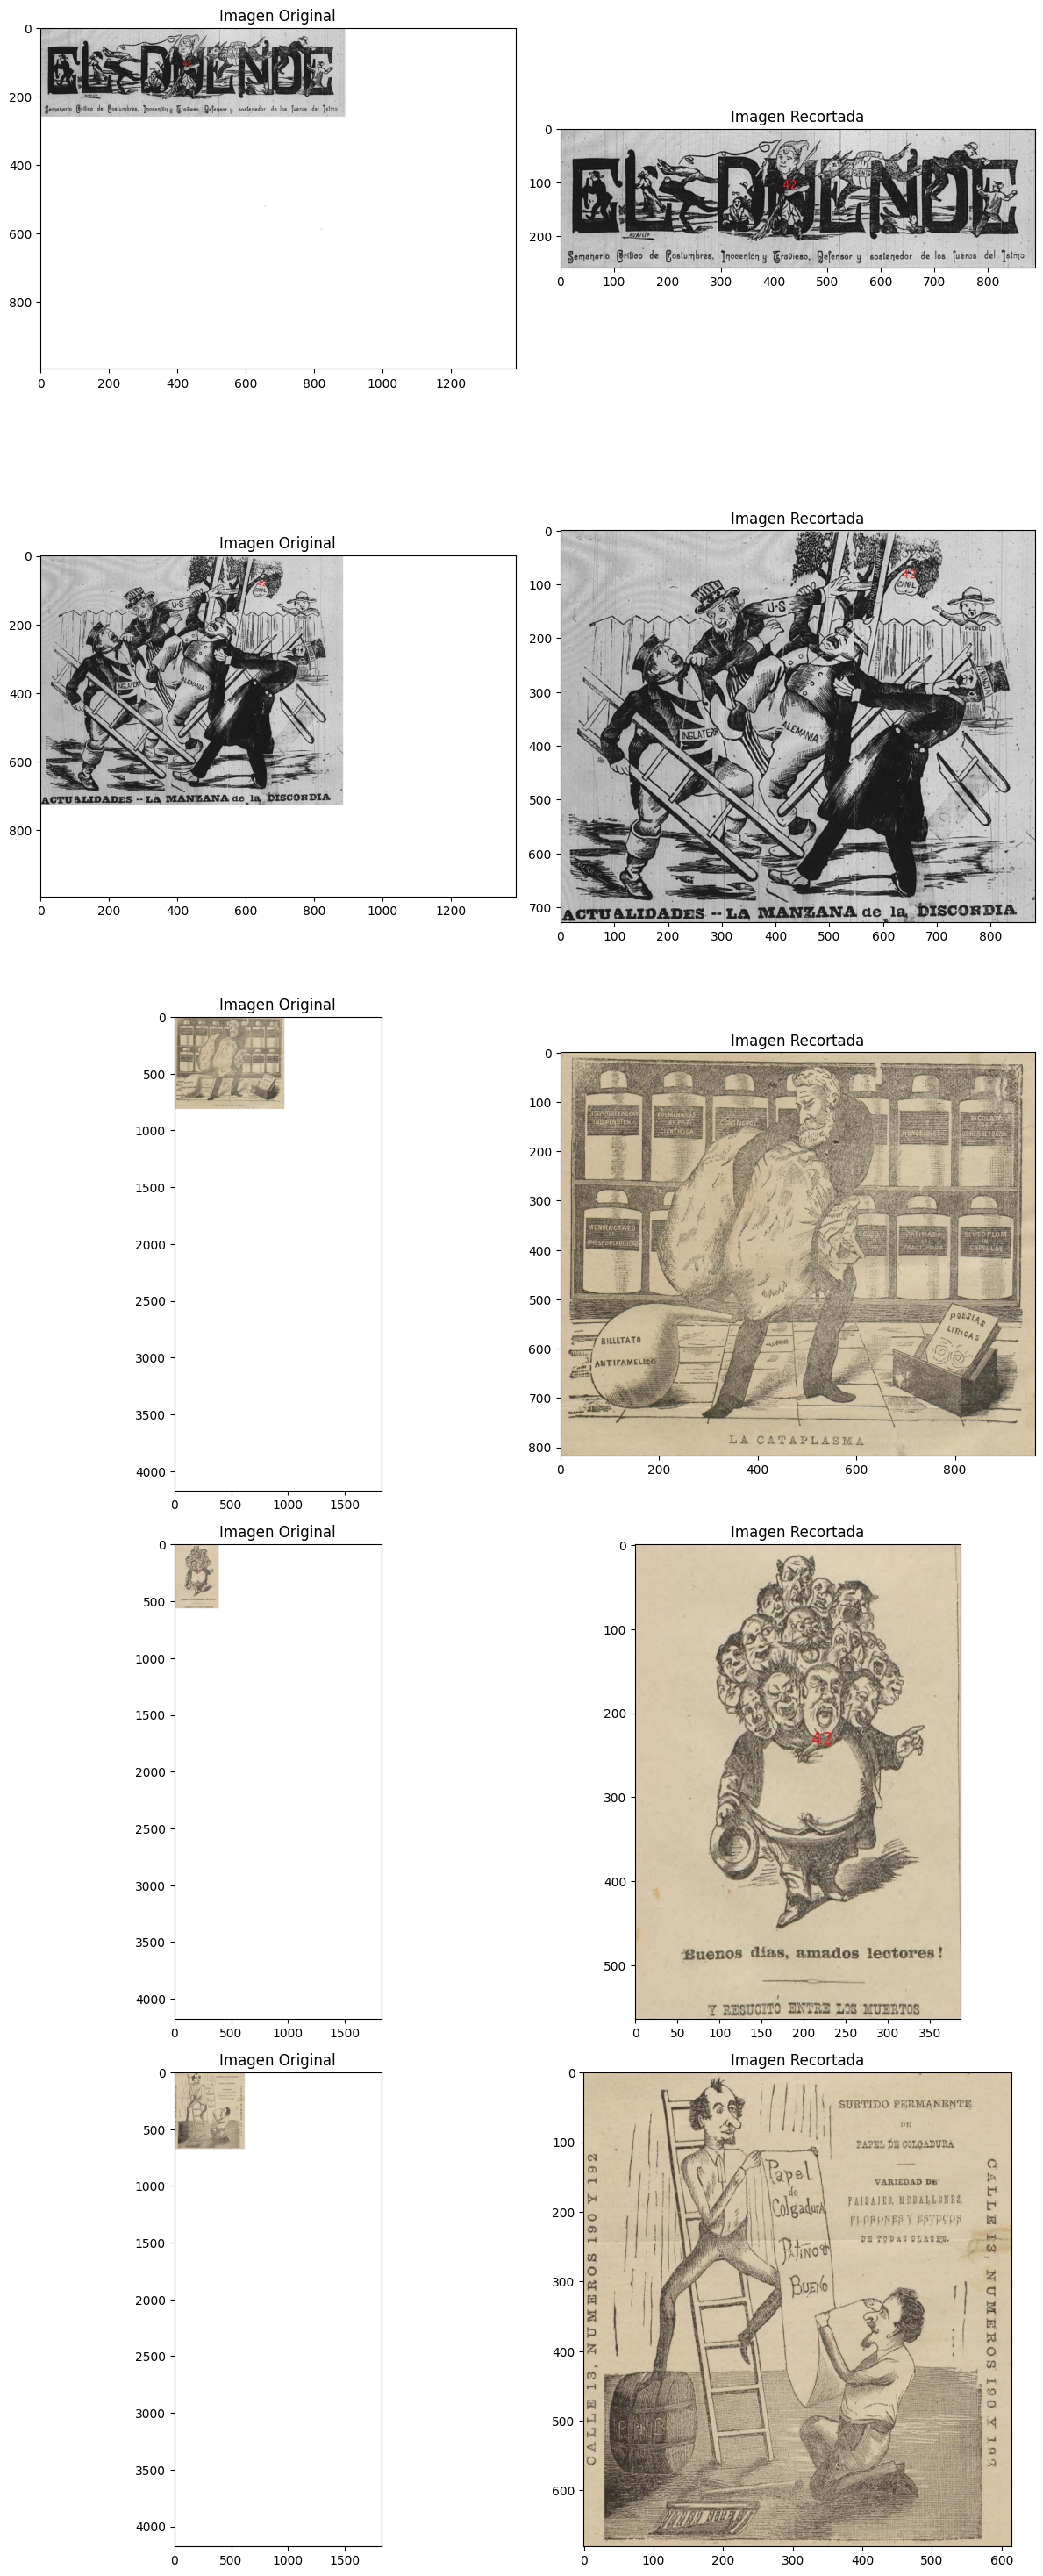 Imagen Original
0
200
400
600
800
0 200 400 600 800 1000 1200
EL DUENDE
Semenario Crítico de Costumbres, Inocentón y Travieso, Defensor y sostenedor de los fueros del Istmo
Imagen Recortada
0
100
200
0 100 200 300 400 500 600 700 800
EL DUENDE
42
Semenario Crítico de Costumbres, Inocentón y Travieso, Defensor y sostenedor de los fueros del Istmo
Imagen Original
0
200
400
600
800
0 200 400 600 800 1000 1200
U·S
CANAL
INGLATERR
ALEMANIA
ACTUALIDADES -- LA MANZANA de la DISCORDIA
Imagen Recortada
0
100
200
300
400
500
600
700
0 100 200 300 400 500 600 700 800
42
CANAL
U·S
PUEBLO
FRANCIA
INGLATERR
ALEMANIA
ACTUALIDADES -- LA MANZANA de la DISCORDIA
Imagen Original
0
500
1000
1500
2000
2500
3000
3500
4000
0 500 1000 1500
LA CATAPLASMA
Imagen Recortada
0
100
200
300
400
500
600
700
800
0 200 400 600 800
CAPSULAS
BILLETATO
ANTIFAMELICO
POESIAS
LIRICAS
LA CATAPLASMA
Imagen Original
0
500
1000
1500
2000
2500
3000
3500
4000
0 500 1000 1500
Imagen Recortada
0
100
200
300
400
500
0 50 100 150 200 250 300 350
42
Buenos dias, amados lectores!
Y RESUCITÓ ENTRE LOS MUERTOS
Imagen Original
0
500
1000
1500
2000
2500
3000
3500
4000
0 500 1000 1500
Imagen Recortada
0
100
200
300
400
500
600
0 100 200 300 400 500 600
SURTIDO PERMANENTE
DE
PAPEL DE COLGADURA
VARIEDAD DE
PAISAJES, MEDALLONES,
FLORONES Y ESTUCOS
DE TODAS CLASES.
Papel
de
Colgadura
Patiño &
BUENO
CALLE 13, NUMEROS 190 Y 192
CALLE 13, NUMEROS 190 Y 192